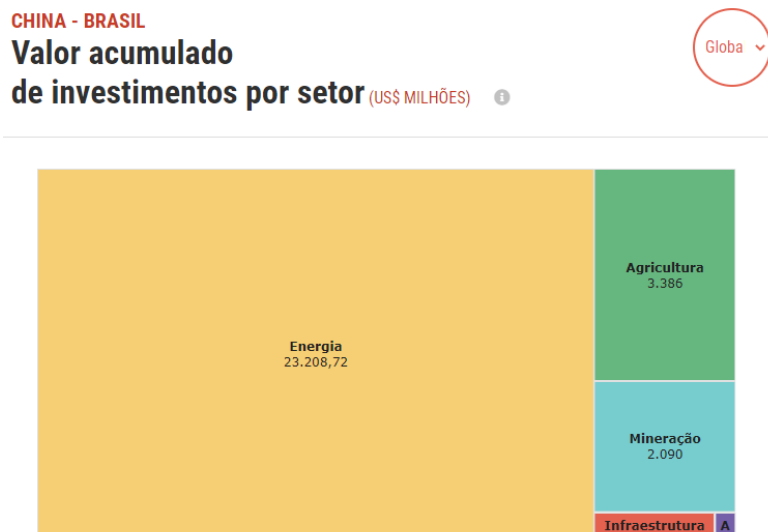 CHINA - BRASIL
Valor acumulado
de investimentos por setor (US$ MILHÕES)
Globa
Energia
23.208,72
Agricultura
3.386
Mineração
2.090
Infraestrutura
A